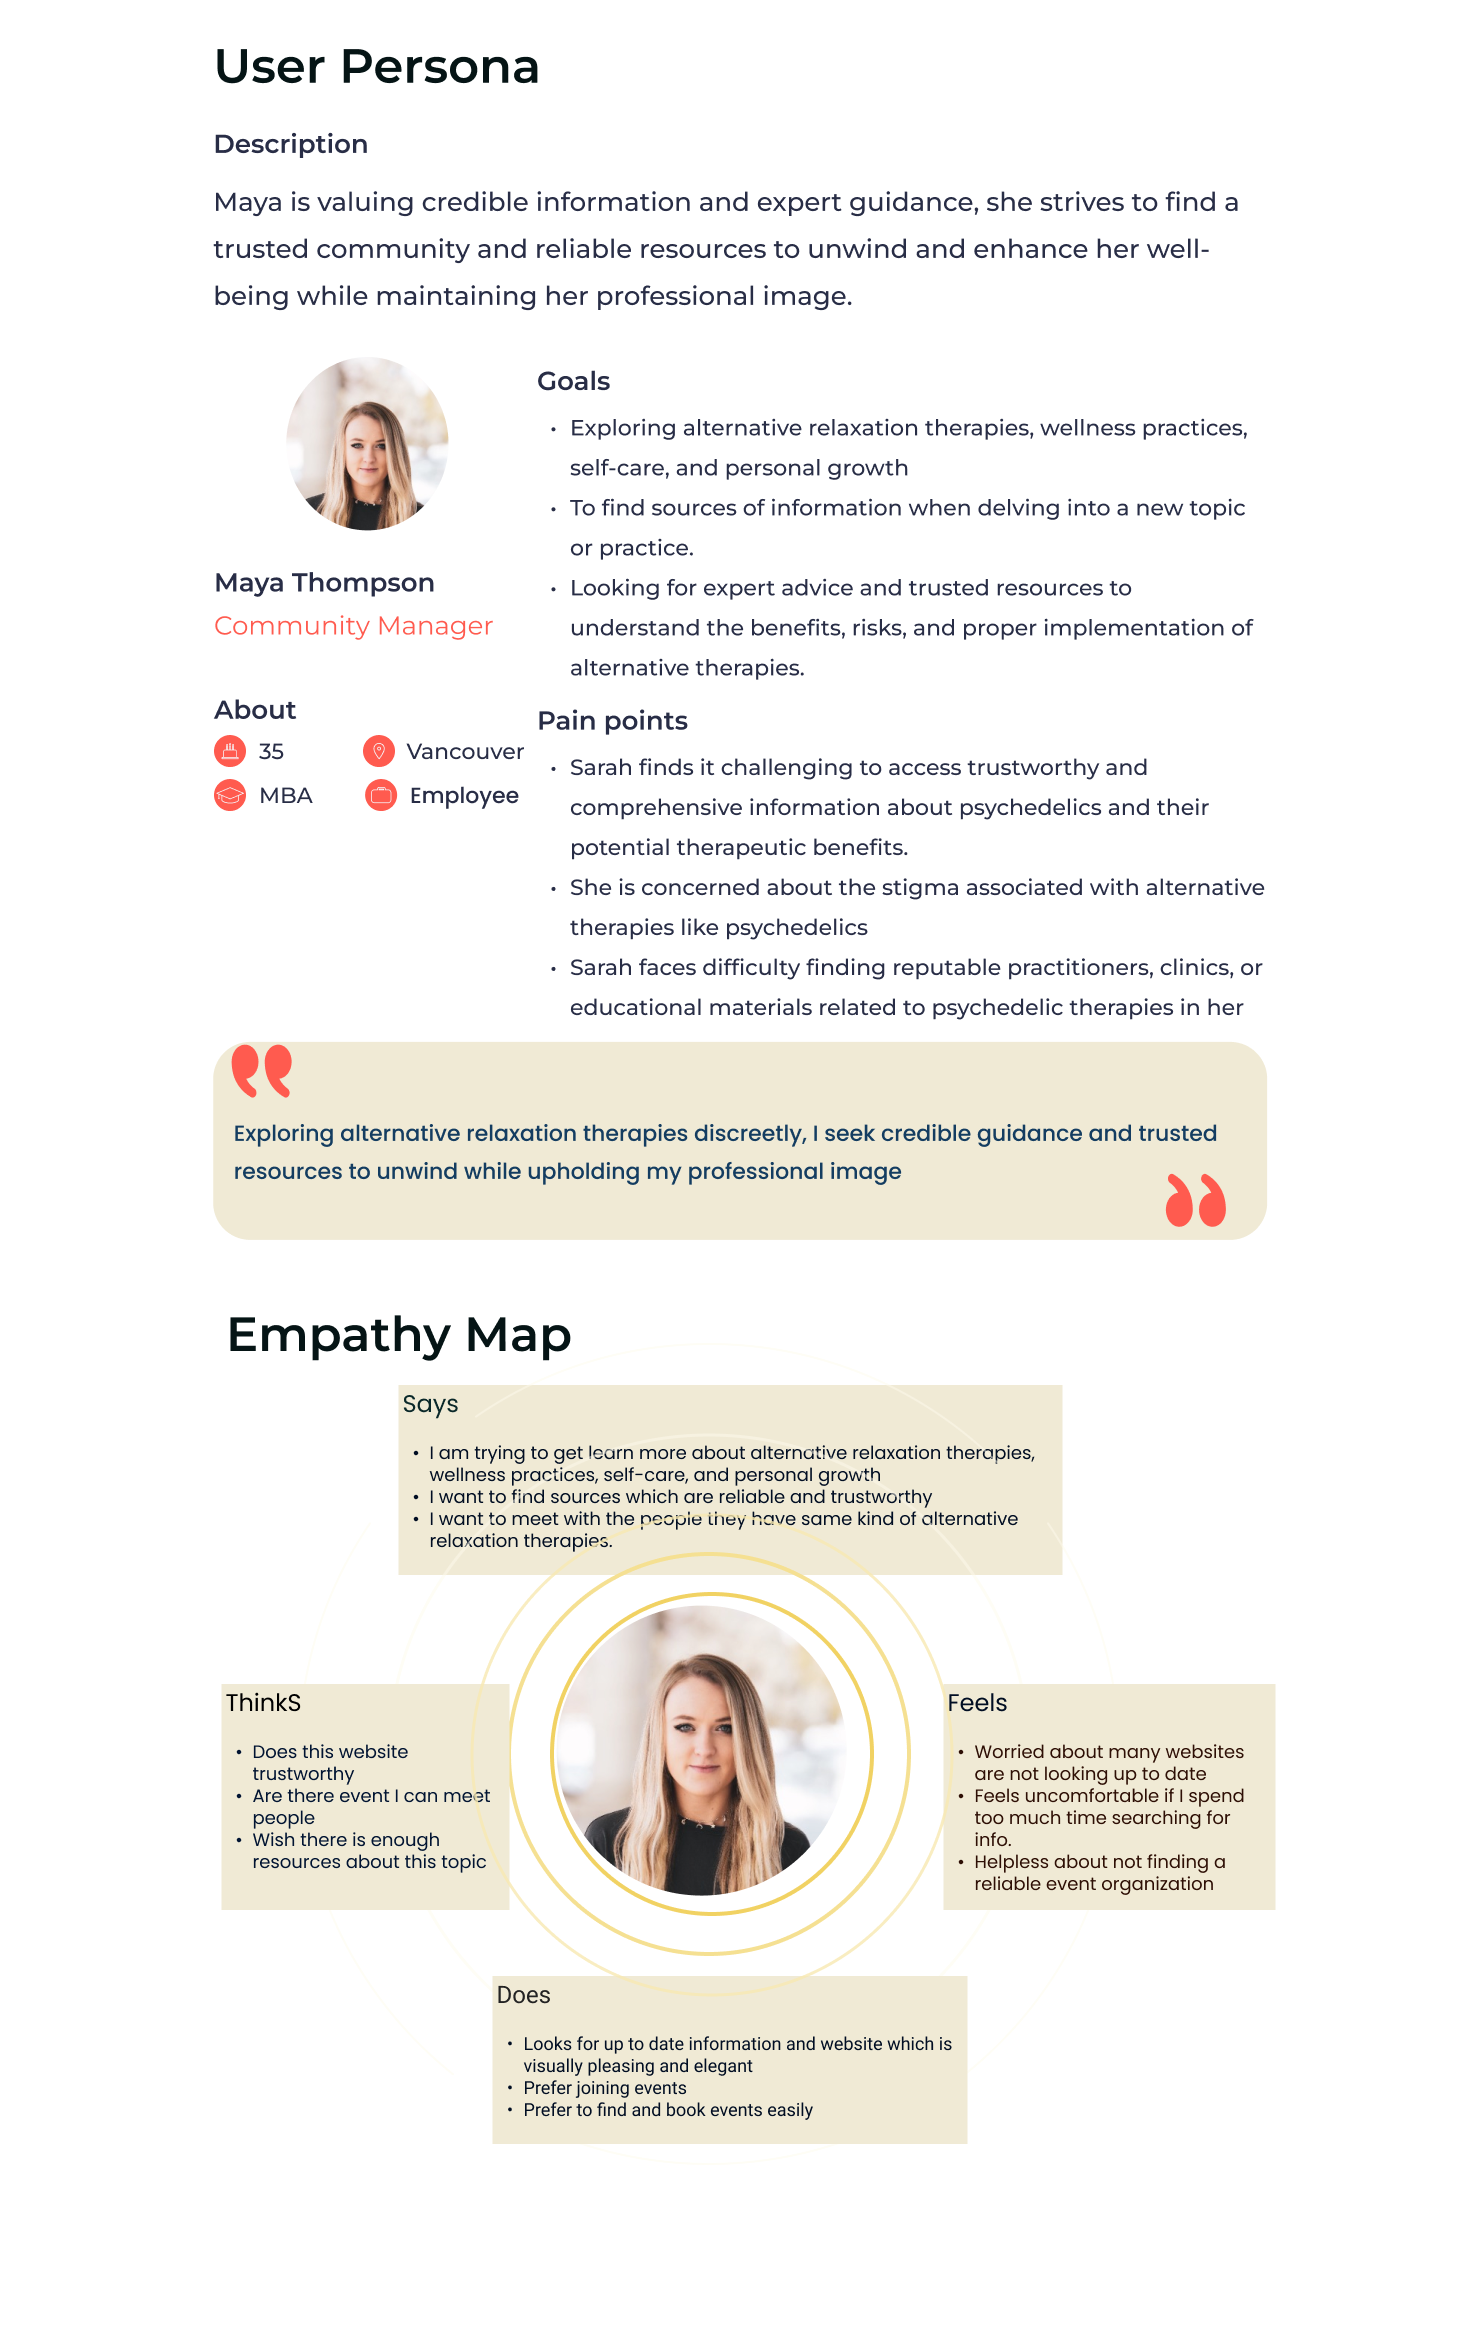 User Persona
Description
Maya is valuing credible information and expert guidance, she strives to find a
trusted community and reliable resources to unwind and enhance her well-
being while maintaining her professional image.
Maya Thompson
Community Manager
About
35
Vancouver
MBA
Employee
Goals
• Exploring alternative relaxation therapies, wellness practices,
self-care, and personal growth
• To find sources of information when delving into a new topic
or practice.
• Looking for expert advice and trusted resources to
understand the benefits, risks, and proper implementation of
alternative therapies.
Pain points
• Sarah finds it challenging to access trustworthy and
comprehensive information about psychedelics and their
potential therapeutic benefits.
• She is concerned about the stigma associated with alternative
therapies like psychedelics
• Sarah faces difficulty finding reputable practitioners, clinics, or
educational materials related to psychedelic therapies in her
Exploring alternative relaxation therapies discreetly, I seek credible guidance and trusted
resources to unwind while upholding my professional image
Empathy Map
Says
• I am trying to get learn more about alternative relaxation therapies,
wellness practices, self-care, and personal growth
• I want to find sources which are reliable and trustworthy
• I want to meet with the people they have same kind of alternative
relaxation therapies.
ThinkS
• Does this website
trustworthy
• Are there event I can meet
people
• Wish there is enough
resources about this topic
Feels
• Worried about many websites
are not looking up to date
• Feels uncomfortable if I spend
too much time searching for
info.
• Helpless about not finding a
reliable event organization
Does
• Looks for up to date information and website which is
visually pleasing and elegant
• Prefer joining events
• Prefer to find and book events easily